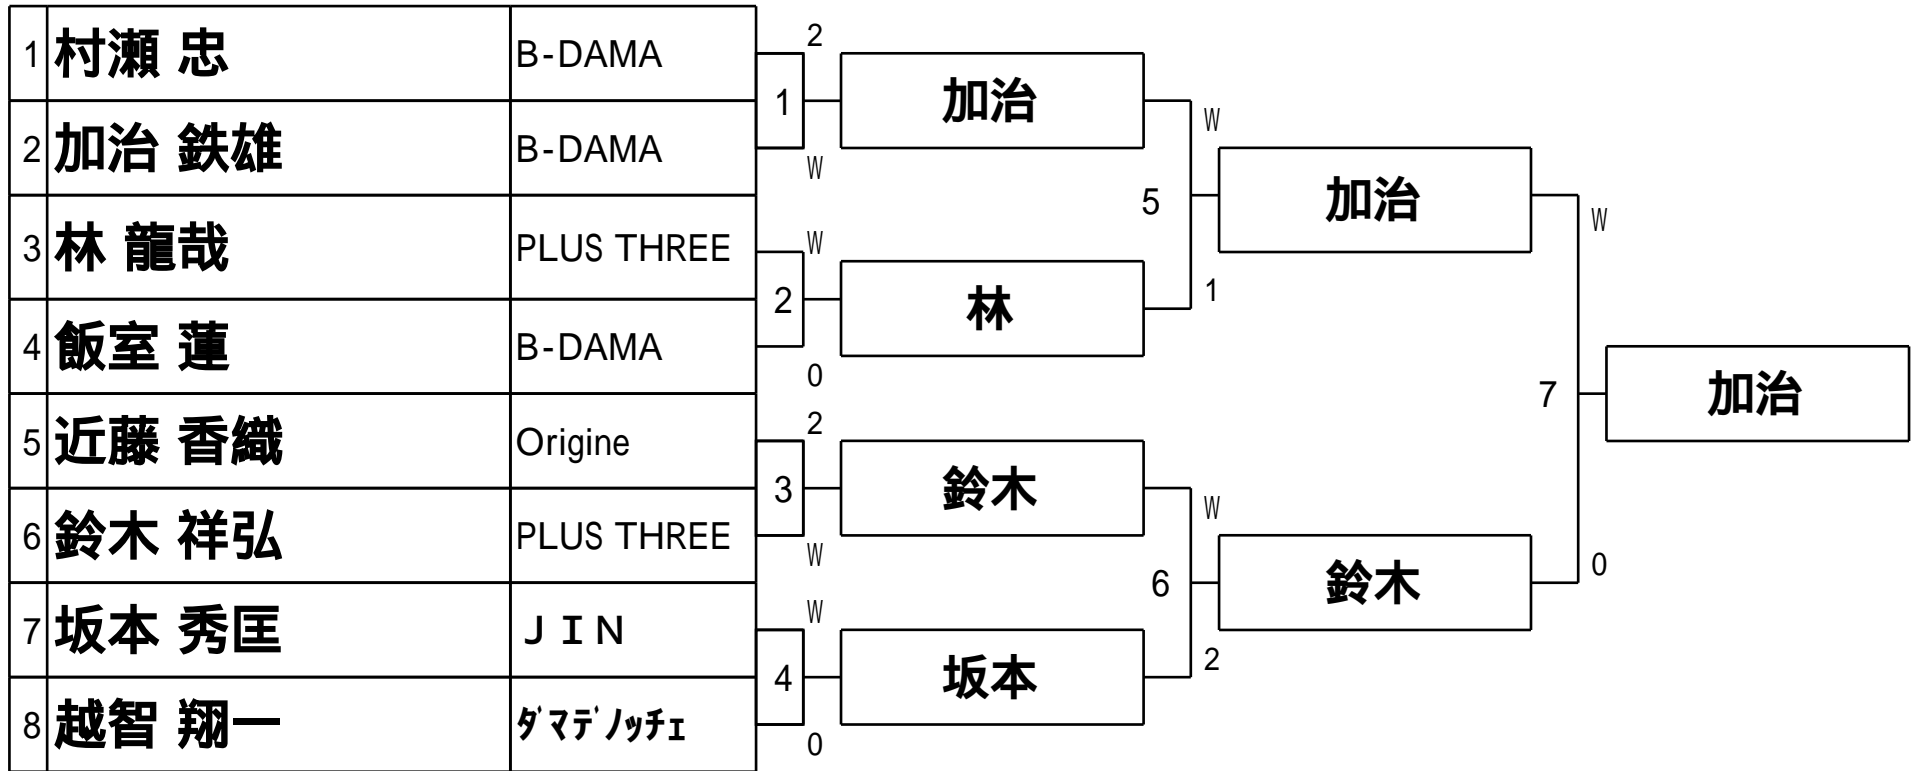 1 村瀬 忠 B-DAMA
2 加治 鉄雄 B-DAMA
3 林 龍哉 PLUS THREE
4 飯室 蓮 B-DAMA
5 近藤 香織 Origine
6 鈴木 祥弘 PLUS THREE
7 坂本 秀匡 ＪＩＮ
8 越智 翔一 ﾀﾞﾏﾃﾞﾉｯﾁｪ
2
1
W
加治
W
2
0
林
2
3
W
鈴木
W
4
0
坂本
W
5
1
加治
W
6
2
鈴木
W
7
0
加治